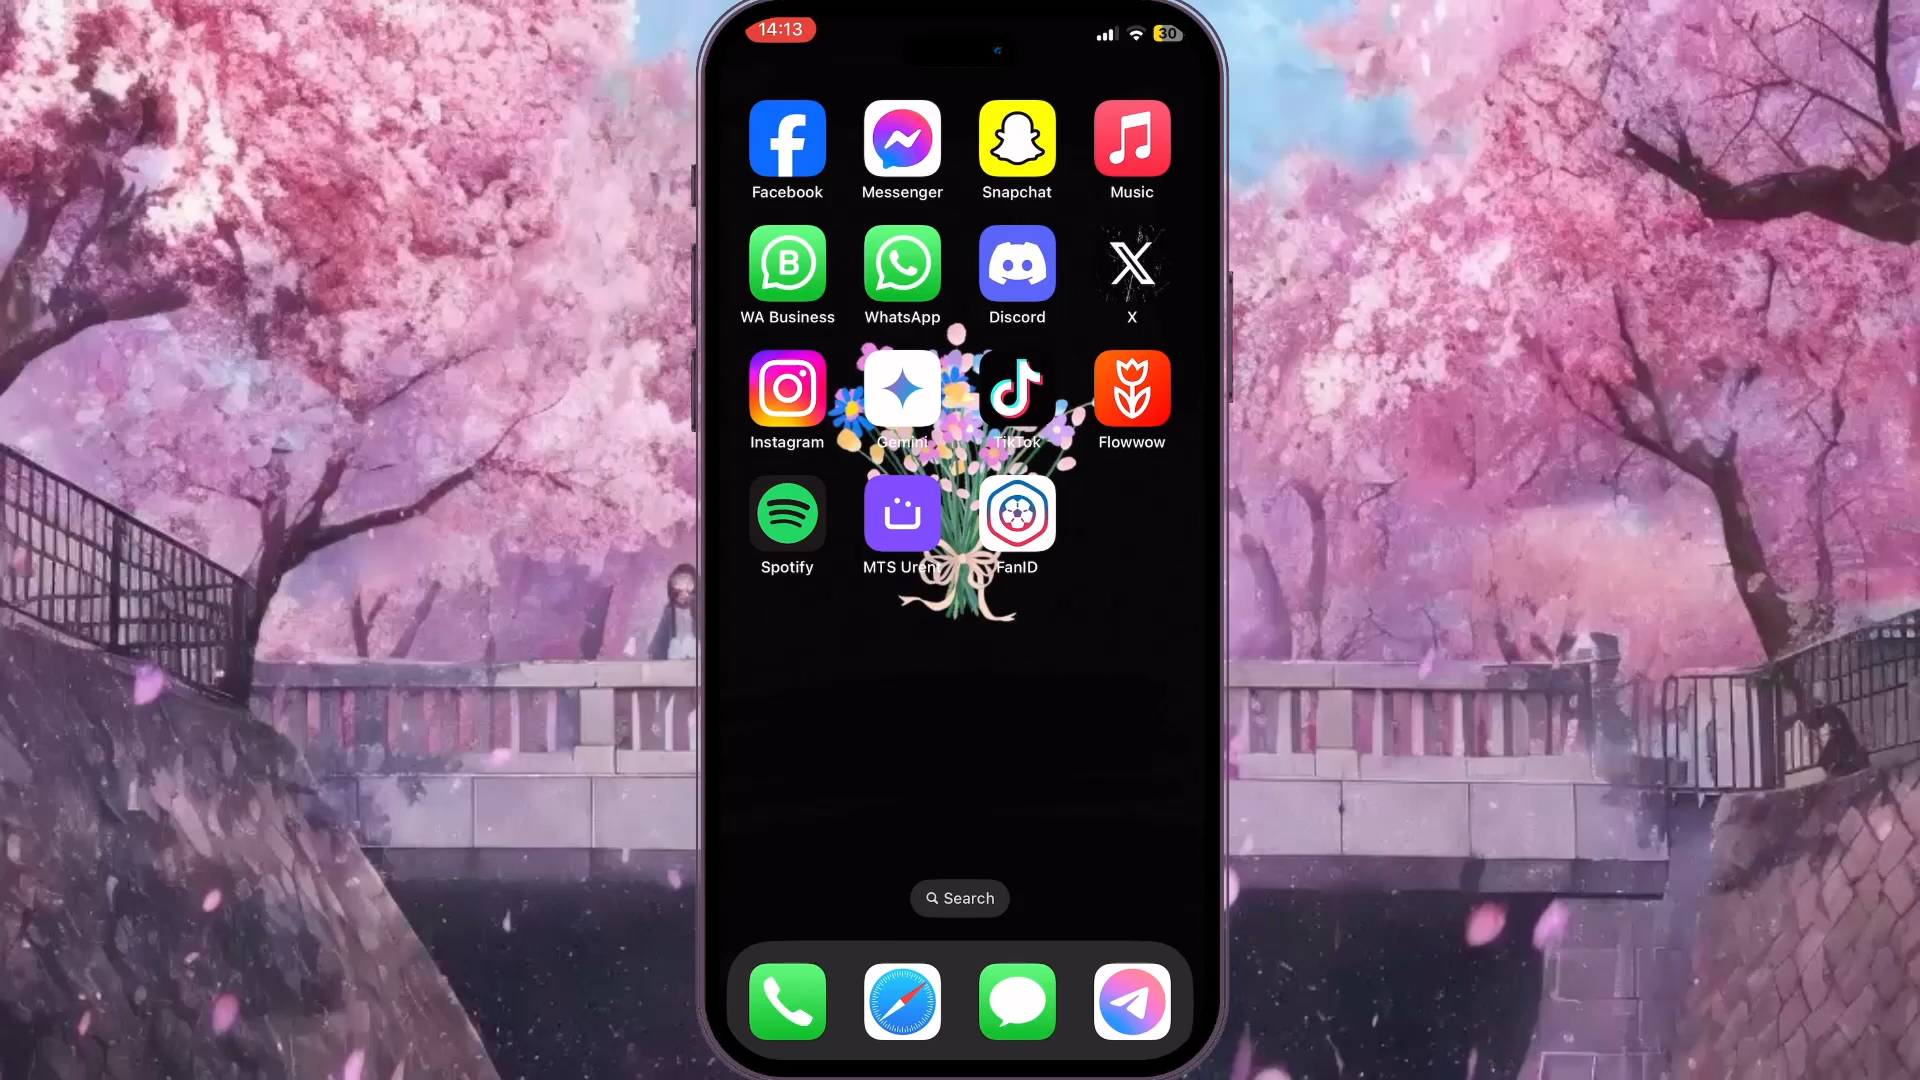 14:13
30
Facebook
Messenger
Snapchat
Music
B
WA Business
WhatsApp
Discord
X
Instagram
Gemini
TikTok
Flowwow
Spotify
MTS Urent
FanID
Search